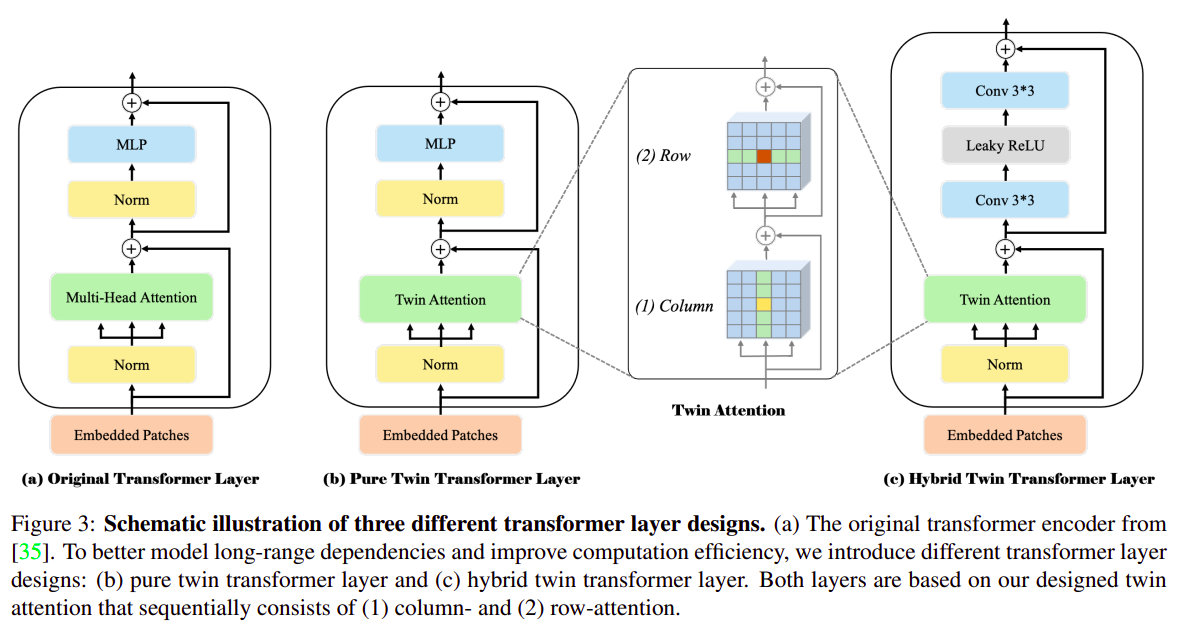 MLP
Norm
Multi-Head Attention
Norm
Embedded Patches
(a) Original Transformer Layer
MLP
Norm
Twin Attention
Norm
Embedded Patches
(b) Pure Twin Transformer Layer
(2) Row
(1) Column
Twin Attention
Conv 3*3
Leaky ReLU
Conv 3*3
Twin Attention
Norm
Embedded Patches
(c) Hybrid Twin Transformer Layer
Figure 3: Schematic illustration of three different transformer layer designs. (a) The original transformer encoder from
[35]. To better model long-range dependencies and improve computation efficiency, we introduce different transformer layer
designs: (b) pure twin transformer layer and (c) hybrid twin transformer layer. Both layers are based on our designed twin
attention that sequentially consists of (1) column- and (2) row-attention.